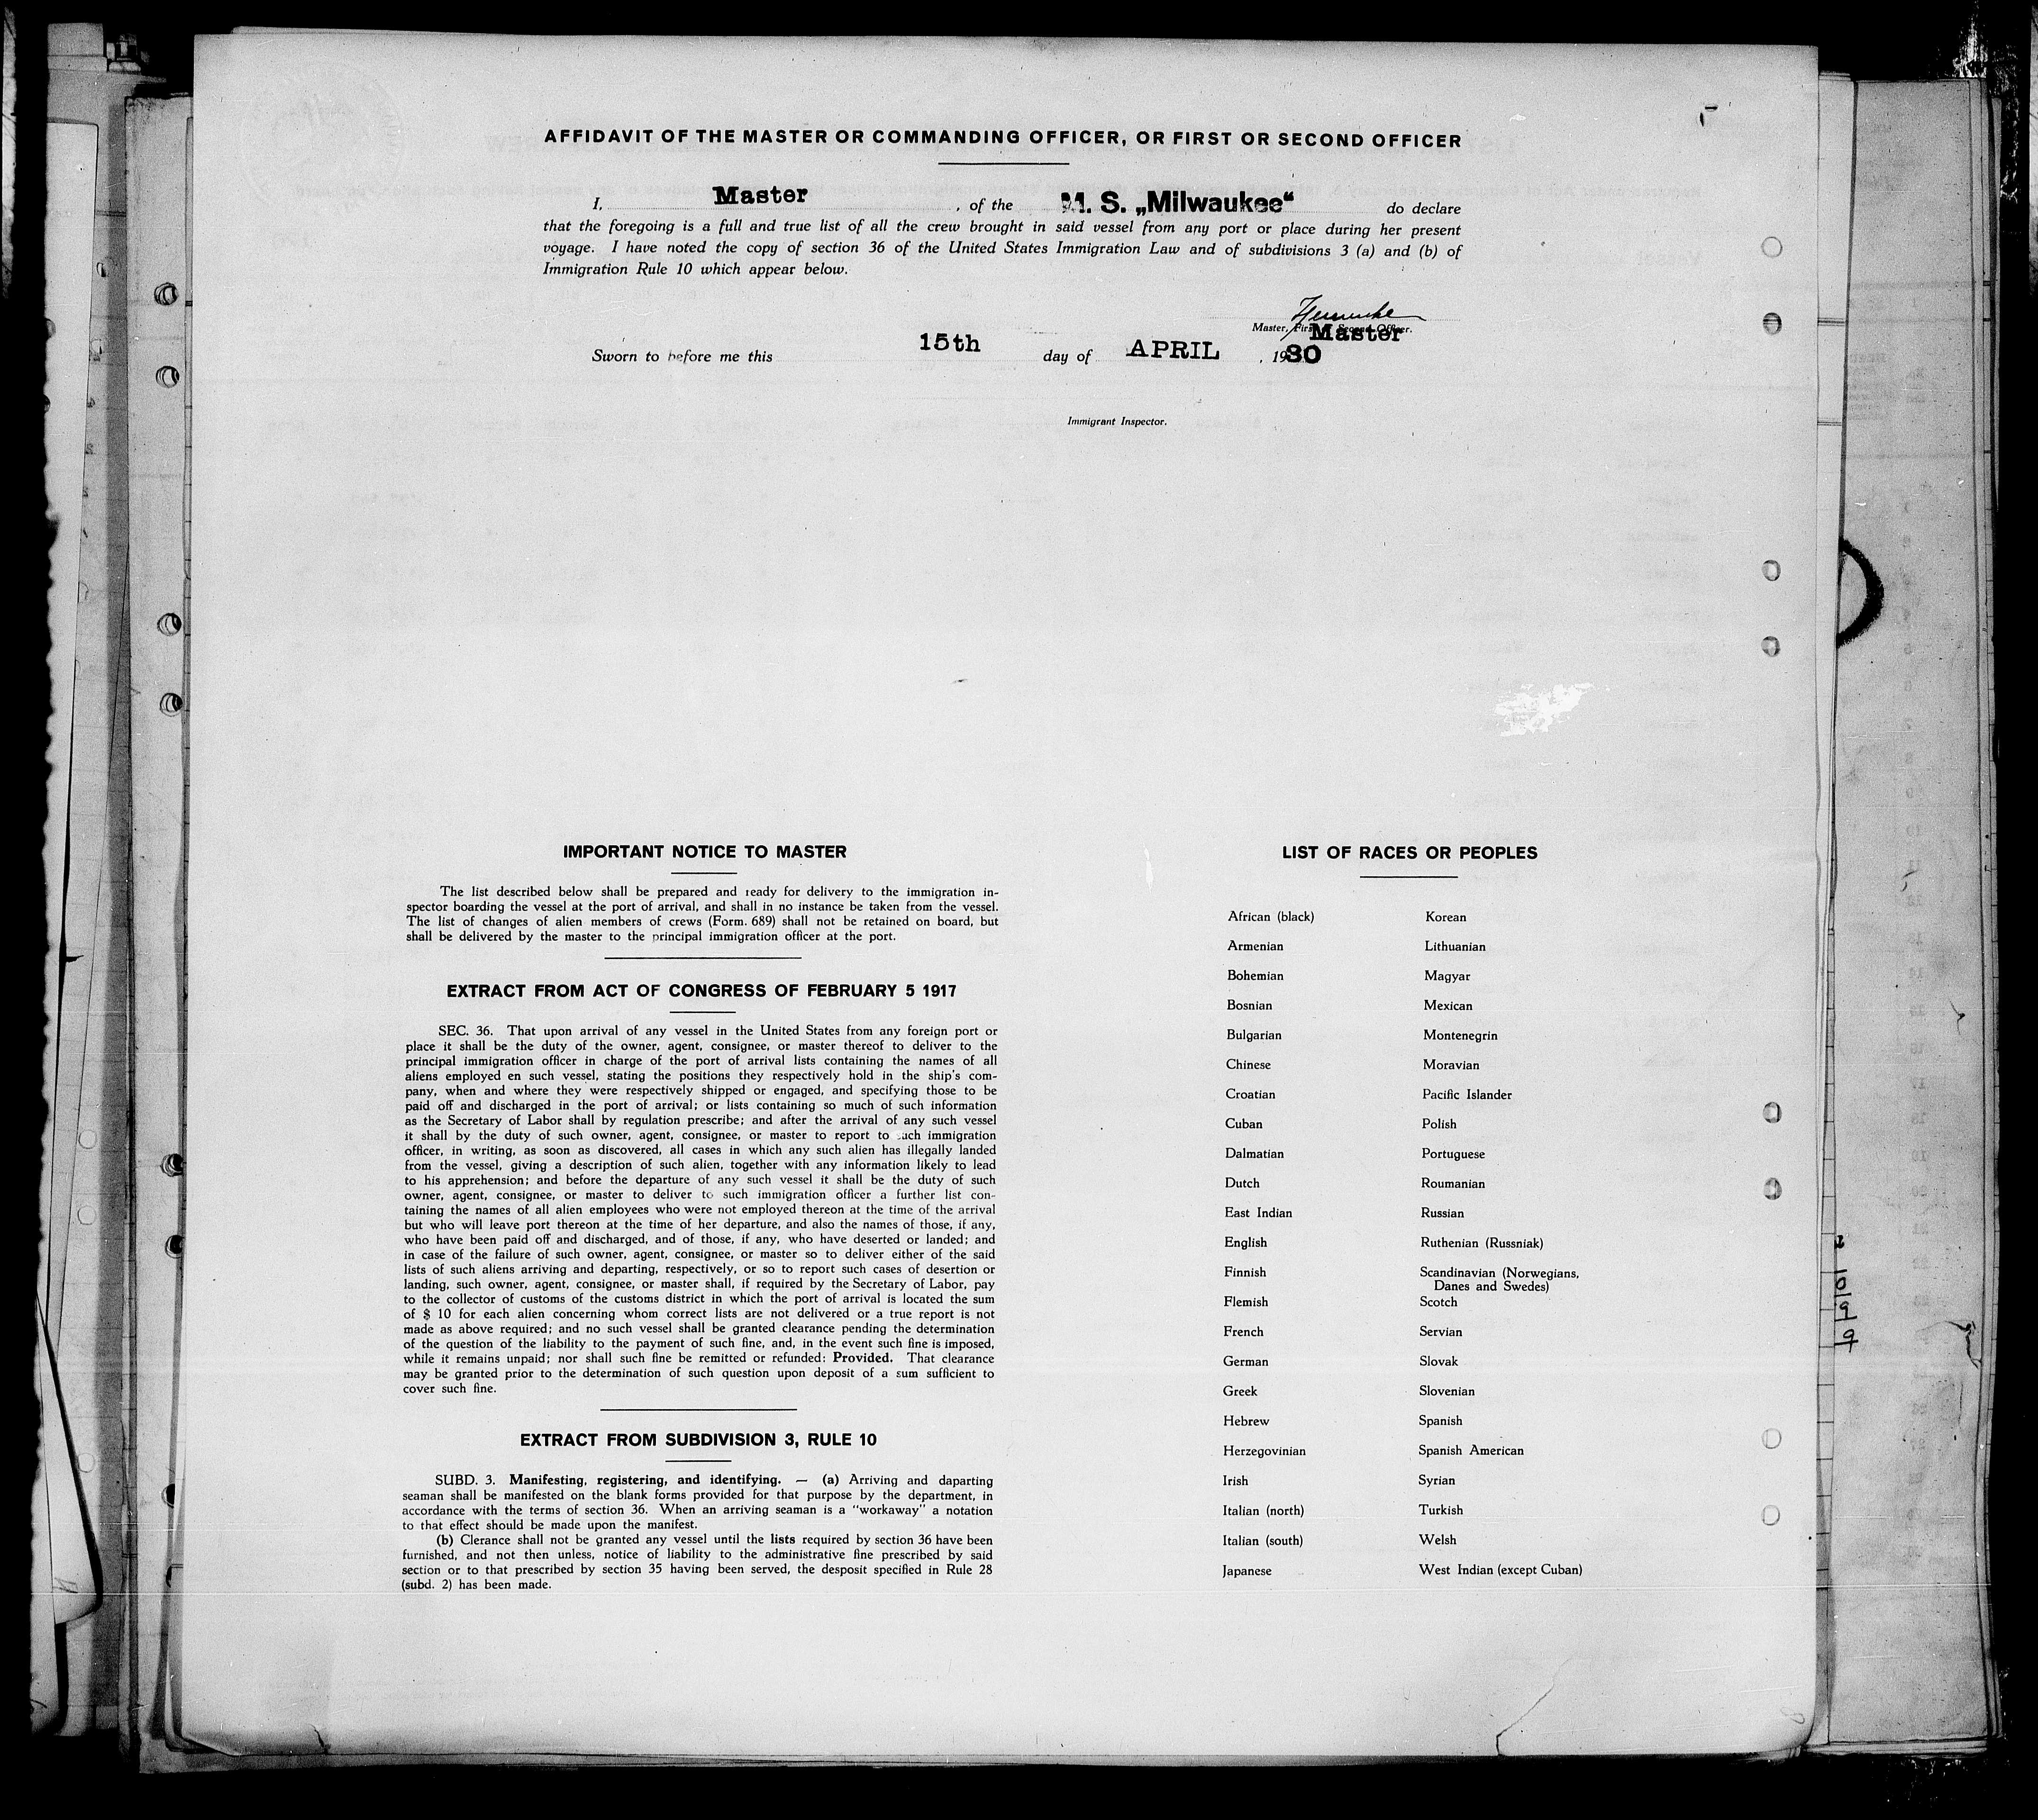 AFFIDAVIT OF THE MASTER OR COMMANDING OFFICER, OR FIRST OR SECOND OFFICER
I, Master , of the M. S. „Milwaukee“ do declare
that the foregoing is a full and true list of all the crew brought in said vessel from any port or place during her present
voyage. I have noted the copy of section 36 of the United States Immigration Law and of subdivisions 3 (a) and (b) of
Immigration Rule 10 which appear below.
Master, First or Second Officer.
Master
Sworn to before me this 15th day of APRIL , 1930
Immigrant Inspector.
IMPORTANT NOTICE TO MASTER
The list described below shall be prepared and ready for delivery to the immigration in-
spector boarding the vessel at the port of arrival, and shall in no instance be taken from the vessel.
The list of changes of alien members of crews (Form. 689) shall not be retained on board, but
shall be delivered by the master to the principal immigration officer at the port.
EXTRACT FROM ACT OF CONGRESS OF FEBRUARY 5 1917
SEC. 36. That upon arrival of any vessel in the United States from any foreign port or
place it shall be the duty of the owner, agent, consignee, or master thereof to deliver to the
principal immigration officer in charge of the port of arrival lists containing the names of all
aliens employed en such vessel, stating the positions they respectively hold in the ship's com-
pany, when and where they were respectively shipped or engaged, and specifying those to be
paid off and discharged in the port of arrival; or lists containing so much of such information
as the Secretary of Labor shall by regulation prescribe; and after the arrival of any such vessel
it shall by the duty of such owner, agent, consignee, or master to report to such immigration
officer, in writing, as soon as discovered, all cases in which any such alien has illegally landed
from the vessel, giving a description of such alien, together with any information likely to lead
to his apprehension; and before the departure of any such vessel it shall be the duty of such
owner, agent, consignee, or master to deliver to such immigration officer a further list con-
taining the names of all alien employees who were not employed thereon at the time of the arrival
but who will leave port thereon at the time of her departure, and also the names of those, if any,
who have been paid off and discharged, and of those, if any, who have deserted or landed; and
in case of the failure of such owner, agent, consignee, or master so to deliver either of the said
lists of such aliens arriving and departing, respectively, or so to report such cases of desertion or
landing, such owner, agent, consignee, or master shall, if required by the Secretary of Labor, pay
to the collector of customs of the customs district in which the port of arrival is located the sum
of $ 10 for each alien concerning whom correct lists are not delivered or a true report is not
made as above required; and no such vessel shall be granted clearance pending the determination
of the question of the liability to the payment of such fine, and, in the event such fine is imposed,
while it remains unpaid; nor shall such fine be remitted or refunded: Provided. That clearance
may be granted prior to the determination of such question upon deposit of a sum sufficient to
cover such fine.
EXTRACT FROM SUBDIVISION 3, RULE 10
SUBD. 3. Manifesting, registering, and identifying. — (a) Arriving and daparting
seaman shall be manifested on the blank forms provided for that purpose by the department, in
accordance with the terms of section 36. When an arriving seaman is a “workaway” a notation
to that effect should be made upon the manifest.
(b) Clerance shall not be granted any vessel until the lists required by section 36 have been
furnished, and not then unless, notice of liability to the administrative fine prescribed by said
section or to that prescribed by section 35 having been served, the desposit specified in Rule 28
(subd. 2) has been made.
LIST OF RACES OR PEOPLES
African (black)
Armenian
Bohemian
Bosnian
Bulgarian
Chinese
Croatian
Cuban
Dalmatian
Dutch
East Indian
English
Finnish
Flemish
French
German
Greek
Hebrew
Herzegovinian
Irish
Italian (north)
Italian (south)
Japanese
Korean
Lithuanian
Magyar
Mexican
Montenegrin
Moravian
Pacific Islander
Polish
Portuguese
Roumanian
Russian
Ruthenian (Russniak)
Scandinavian (Norwegians,
Danes and Swedes)
Scotch
Servian
Slovak
Slovenian
Spanish
Spanish American
Syrian
Turkish
Welsh
West Indian (except Cuban)